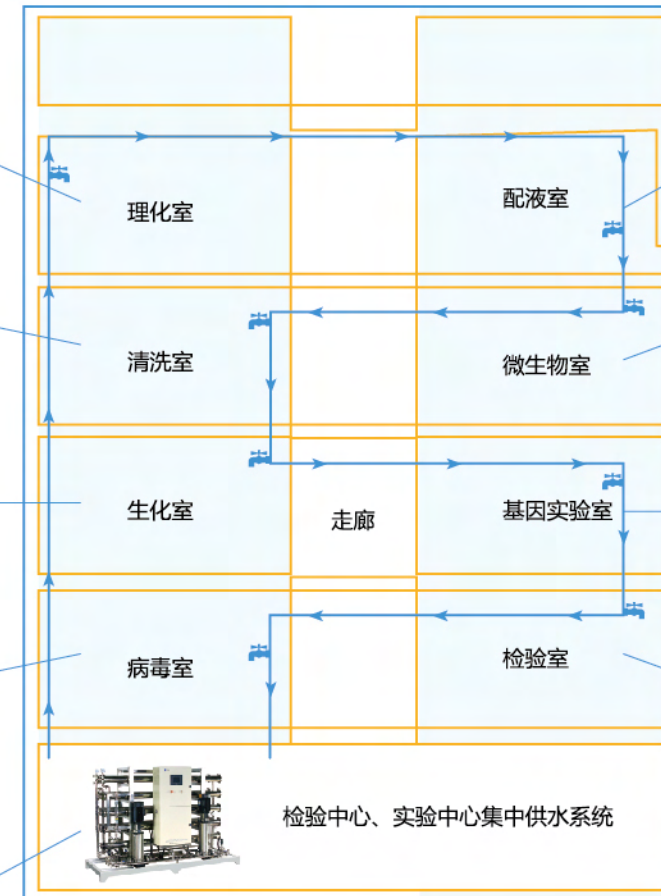 理化室
配液室
清洗室
微生物室
生化室
走廊
基因实验室
病毒室
检验室
检验中心、实验中心集中供水系统